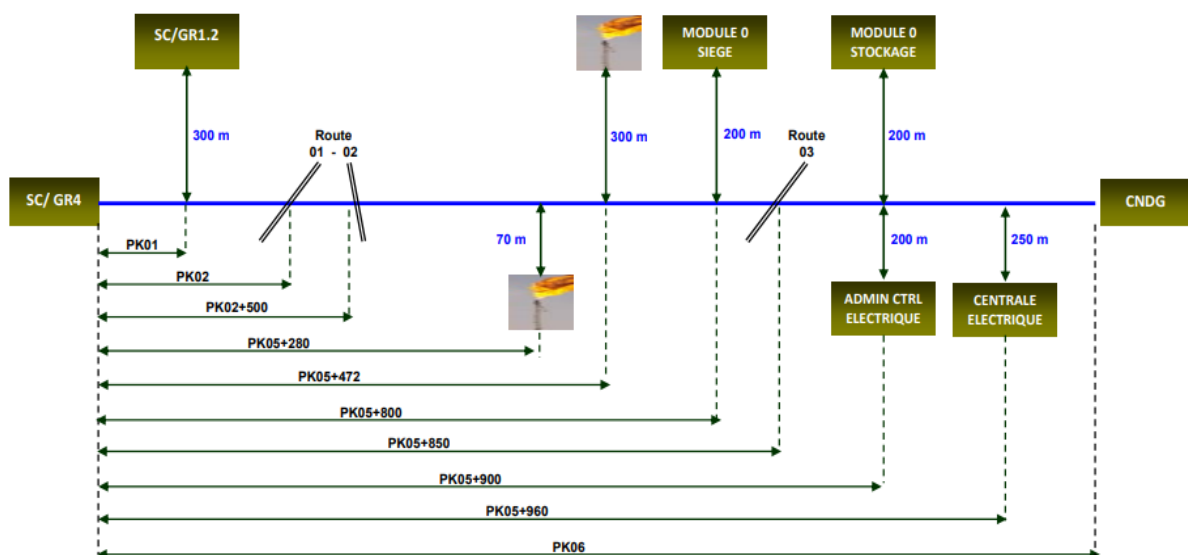 SC/GR1.2
MODULE 0
SIEGE
MODULE 0
STOCKAGE
300 m
Route
01 - 02
300 m
200 m
Route
03
200 m
SC/ GR4
CNDG
PK01
70 m
200 m
250 m
PK02
PK02+500
ADMIN CTRL
ELECTRIQUE
CENTRALE
ELECTRIQUE
PK05+280
PK05+472
PK05+800
PK05+850
PK05+900
PK05+960
PK06